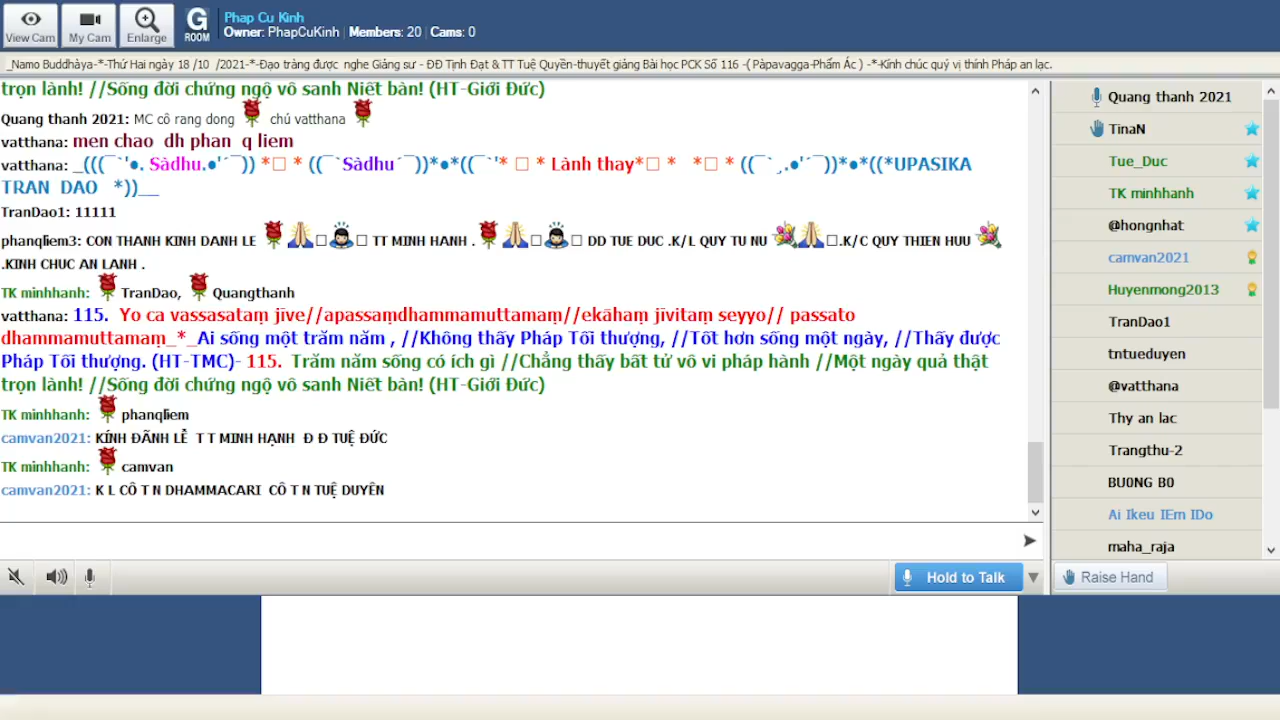 View Cam
My Cam
Enlarge
G
ROOM
Phap Cu Kinh
Owner: PhapCuKinh | Members: 20 | Cams: 0
_Namo Buddhàya-*-Thứ Hai ngày 18 /10 /2021-*-Đạo tràng được nghe Giảng sư - ĐĐ Tịnh Đạt & TT Tuệ Quyền-thuyết giảng Bài học PCK Số 116 -( Pàpavagga-Phẩm Ác ) -*-Kính chúc quý vị thính Pháp an lạc.
trọn lành! //Sống đời chứng ngộ vô sanh Niết bàn! (HT-Giới Đức)
Quang thanh 2021: MC cô rang dong 🌹 chú vatthana 🌹
vatthana: men chao dh phan q liem
vatthana: _(((¯`'●. Sàdhu.●'´¯)) *□ * ((¯`Sàdhu´¯))*●*((¯`'* □ * Lành thay*□ * *□ * ((¯`¸.●'´¯))*●*((*UPASIKA
TRAN DAO *))__
TranDao1: 11111
phanqliem3: CON THANH KINH DANH LE 🌹🙏□🙇□ TT MINH HANH .🌹🙏□🙇□ DD TUE DUC .K/L QUY TU NU 💐🙏□.K/C QUY THIEN HUU 💐
.KINH CHUC AN LANH .
TK minhhanh: 🌹TranDao, 🌹Quangthanh
vatthana: 115. Yo ca vassasataṃ jīve//apassaṃdhammamuttamaṃ//ekāhaṃ jīvitaṃ seyyo// passato
dhammamuttamaṃ_*_Ai sống một trăm năm , //Không thấy Pháp Tối thượng, //Tốt hơn sống một ngày, //Thấy được
Pháp Tối thượng. (HT-TMC)- 115. Trăm năm sống có ích gì //Chẳng thấy bất tử vô vi pháp hành //Một ngày quả thật
trọn lành! //Sống đời chứng ngộ vô sanh Niết bàn! (HT-Giới Đức)
TK minhhanh: 🌹phanqliem
camvan2021: KÍNH ĐÃNH LỄ T T MINH HẠNH Đ Đ TUỆ ĐỨC
TK minhhanh: 🌹camvan
camvan2021: K L CÔ T N DHAMMACARI CÔ T N TUỆ DUYÊN
Hold to Talk
Quang thanh 2021
TinaN
Tue_Duc
TK minhhanh
@hongnhat
camvan2021
Huyenmong2013
TranDao1
tntueduyen
@vatthana
Thy an lac
Trangthu-2
BU0NG B0
Ai Ikeu IEm IDo
maha_raja
Raise Hand